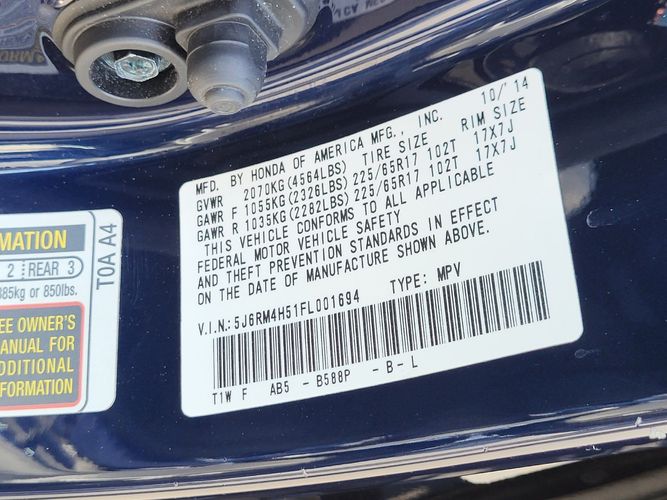 MFD. BY HONDA OF AMERICA MFG., INC. 10/'14
GVWR 2070KG(4564LBS) TIRE SIZE RIM SIZE
GAWR F 1055KG(2326LBS) 225/65R17 102T 17X7J
GAWR R 1035KG(2282LBS) 225/65R17 102T 17X7J
THIS VEHICLE CONFORMS TO ALL APPLICABLE
FEDERAL MOTOR VEHICLE SAFETY
AND THEFT PREVENTION STANDARDS IN EFFECT
ON THE DATE OF MANUFACTURE SHOWN ABOVE.
V.I.N.: 5J6RM4H51FL001694 TYPE: MPV
T1W F AB5 - B588P - B - L
MATION
2 REAR 3
385kg or 850lbs.
EE OWNER'S
ANUAL FOR
ADDITIONAL
FORMATION
T0A A4